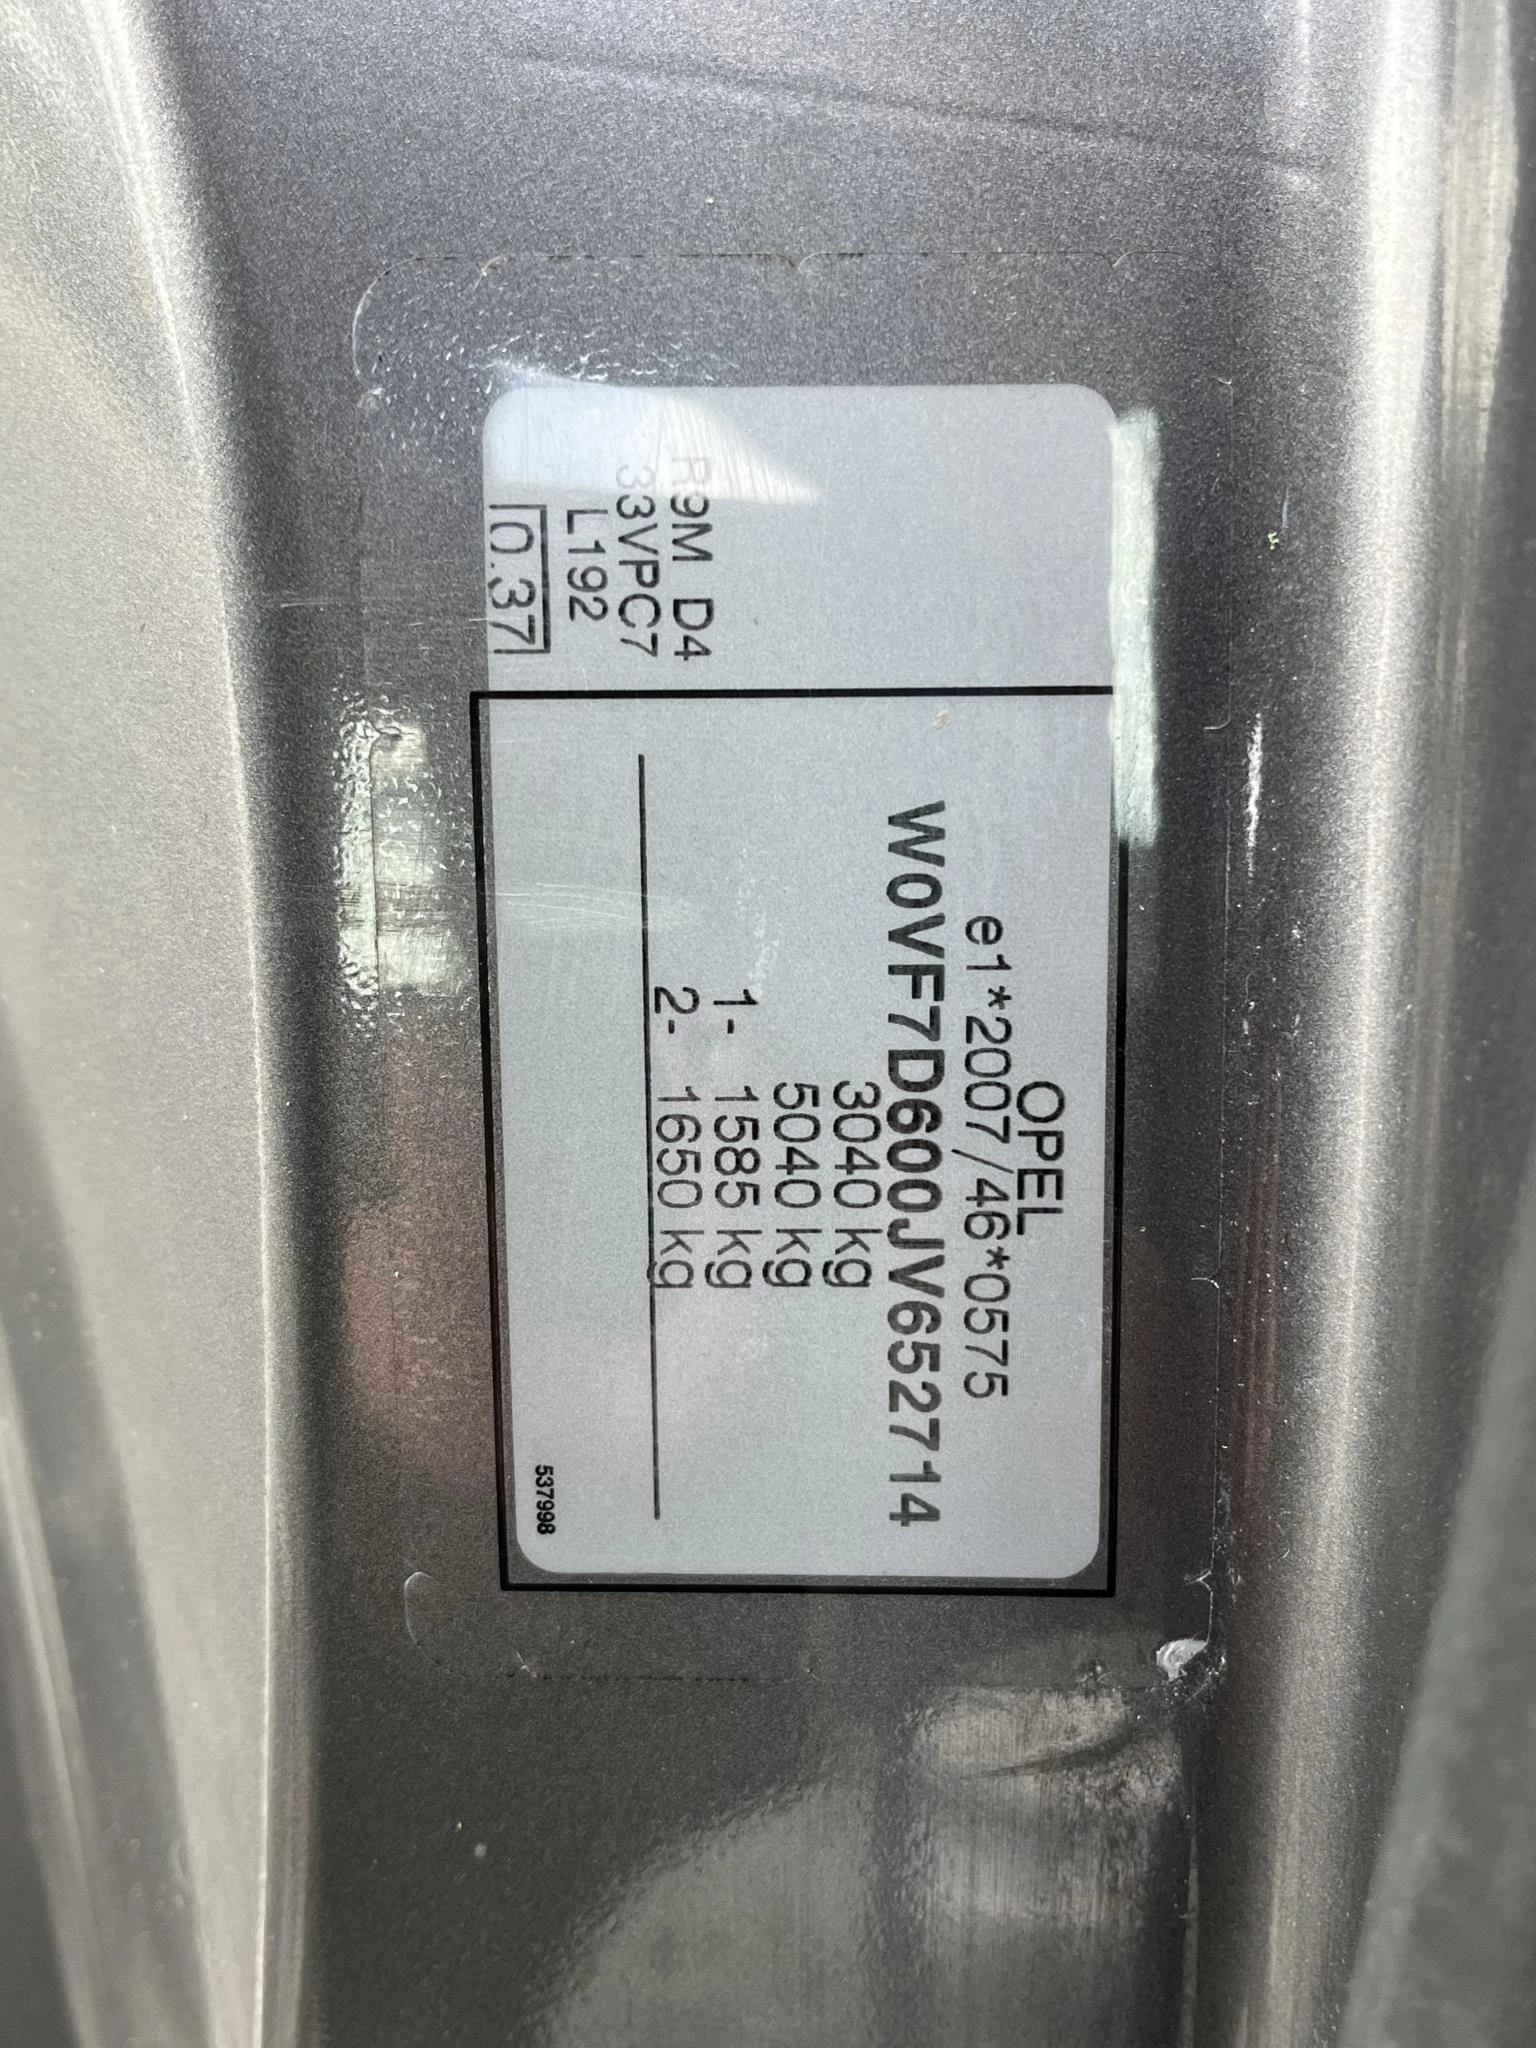 OPEL
e1*2007/46*0575
W0VF7D600JV652714
3040 kg
5040 kg
1- 1585 kg
2- 1650 kg
537998
R9M D4
33VPC7
L192
0.37